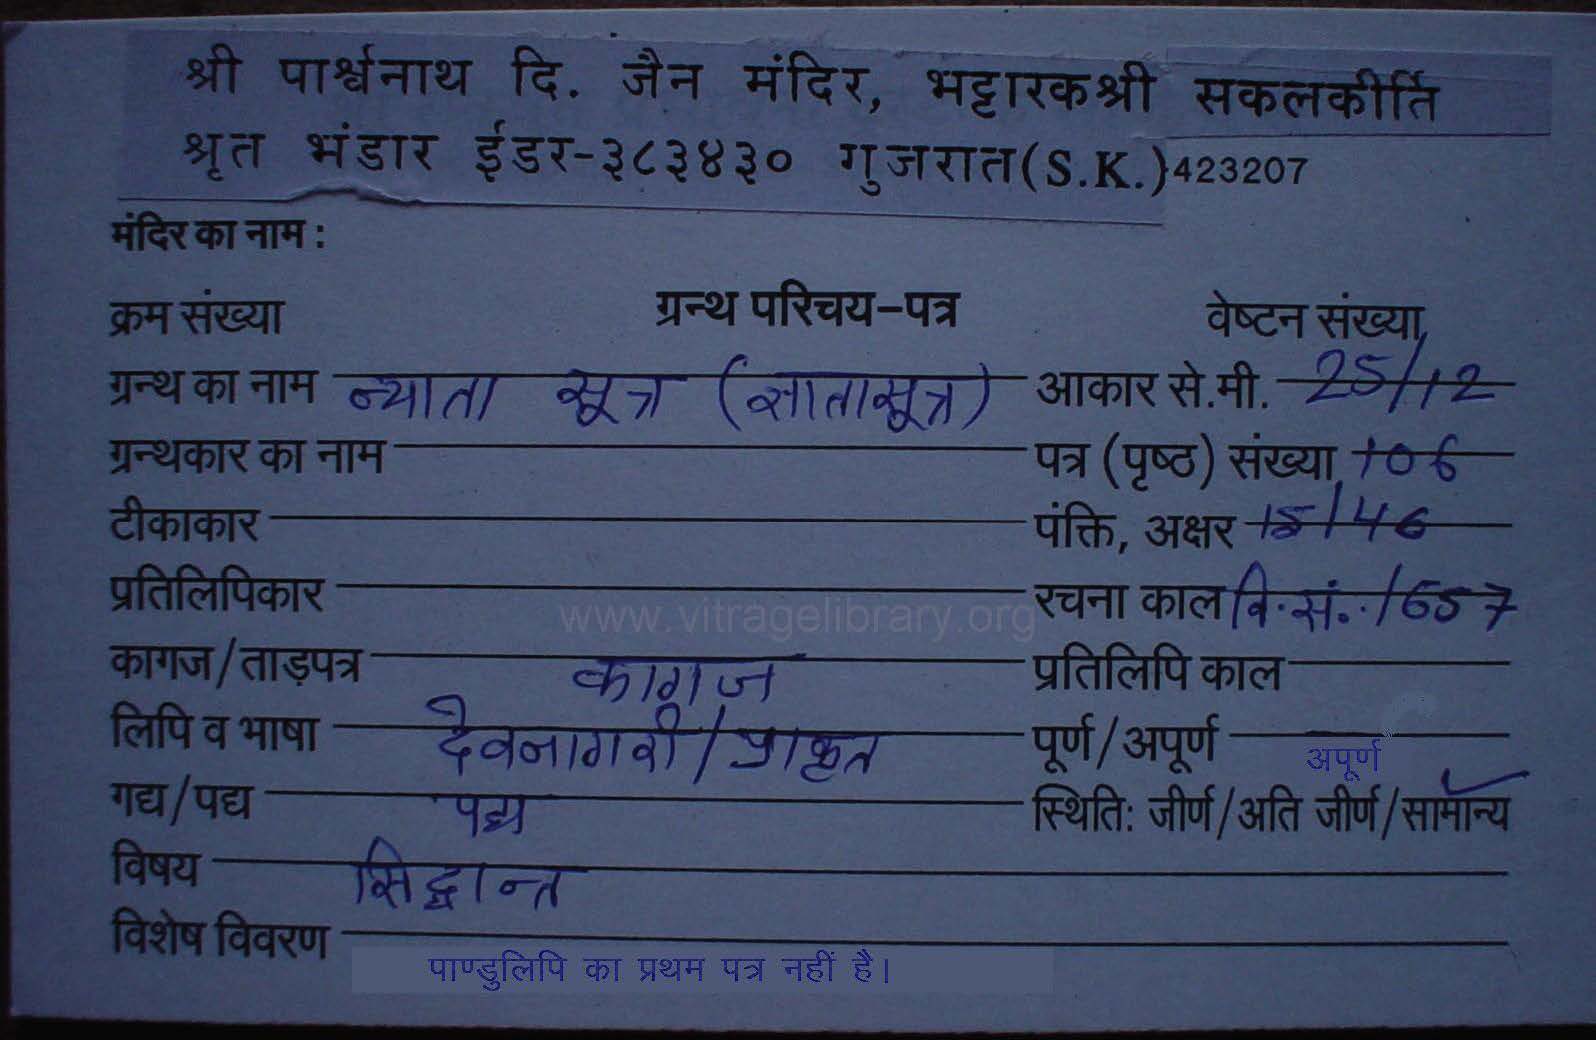 श्री पार्श्वनाथ दि. जैन मंदिर, भट्टारकश्री सकलकीर्ति
श्रृत भंडार ईडर-३८३४३० गुजरात(S.K.)423207
मंदिर का नाम :
क्रम संख्या ग्रन्थ परिचय-पत्र वेष्टन संख्या
ग्रन्थ का नाम न्याता सूत्र (ज्ञातासूत्र) आकार से.मी. 25/12
ग्रन्थकार का नाम पत्र (पृष्ठ) संख्या 106
टीकाकार पंक्ति, अक्षर 15/46
प्रतिलिपिकार रचना काल वि.सं. 1657
www.vitragelibrary.org
कागज/ताड़पत्र कागज प्रतिलिपि काल
लिपि व भाषा देवनागरी/प्राकृत पूर्ण/अपूर्ण अपूर्ण
गद्य/पद्य पद्य स्थिति: जीर्ण/अति जीर्ण/सामान्य
विषय सिद्धान्त
विशेष विवरण
पाण्डुलिपि का प्रथम पत्र नहीं है।